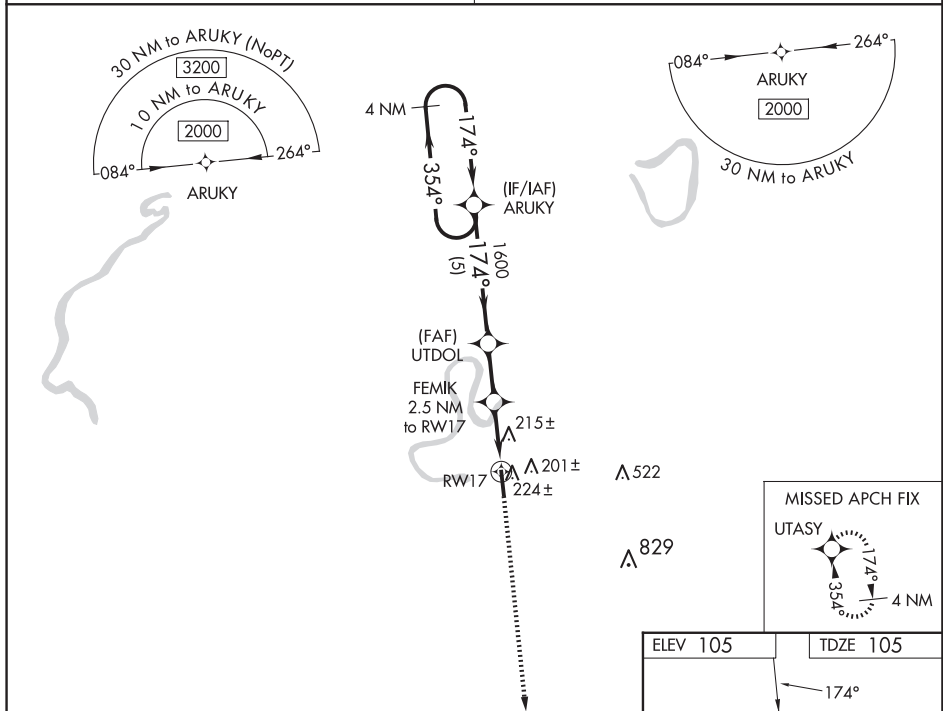 30 NM to ARUKY (NoPT)
3200
10 NM to ARUKY
2000
084°
264°
ARUKY
4 NM
174°
354°
(IF/IAF)
ARUKY
1600
174°
(5)
084°
264°
ARUKY
2000
30 NM to ARUKY
(FAF)
UTDOL
FEMIK
2.5 NM
to RW17
215±
201±
RW17
224±
522
829
MISSED APCH FIX
UTASY
174°
354°
4 NM
ELEV 105
TDZE 105
174°